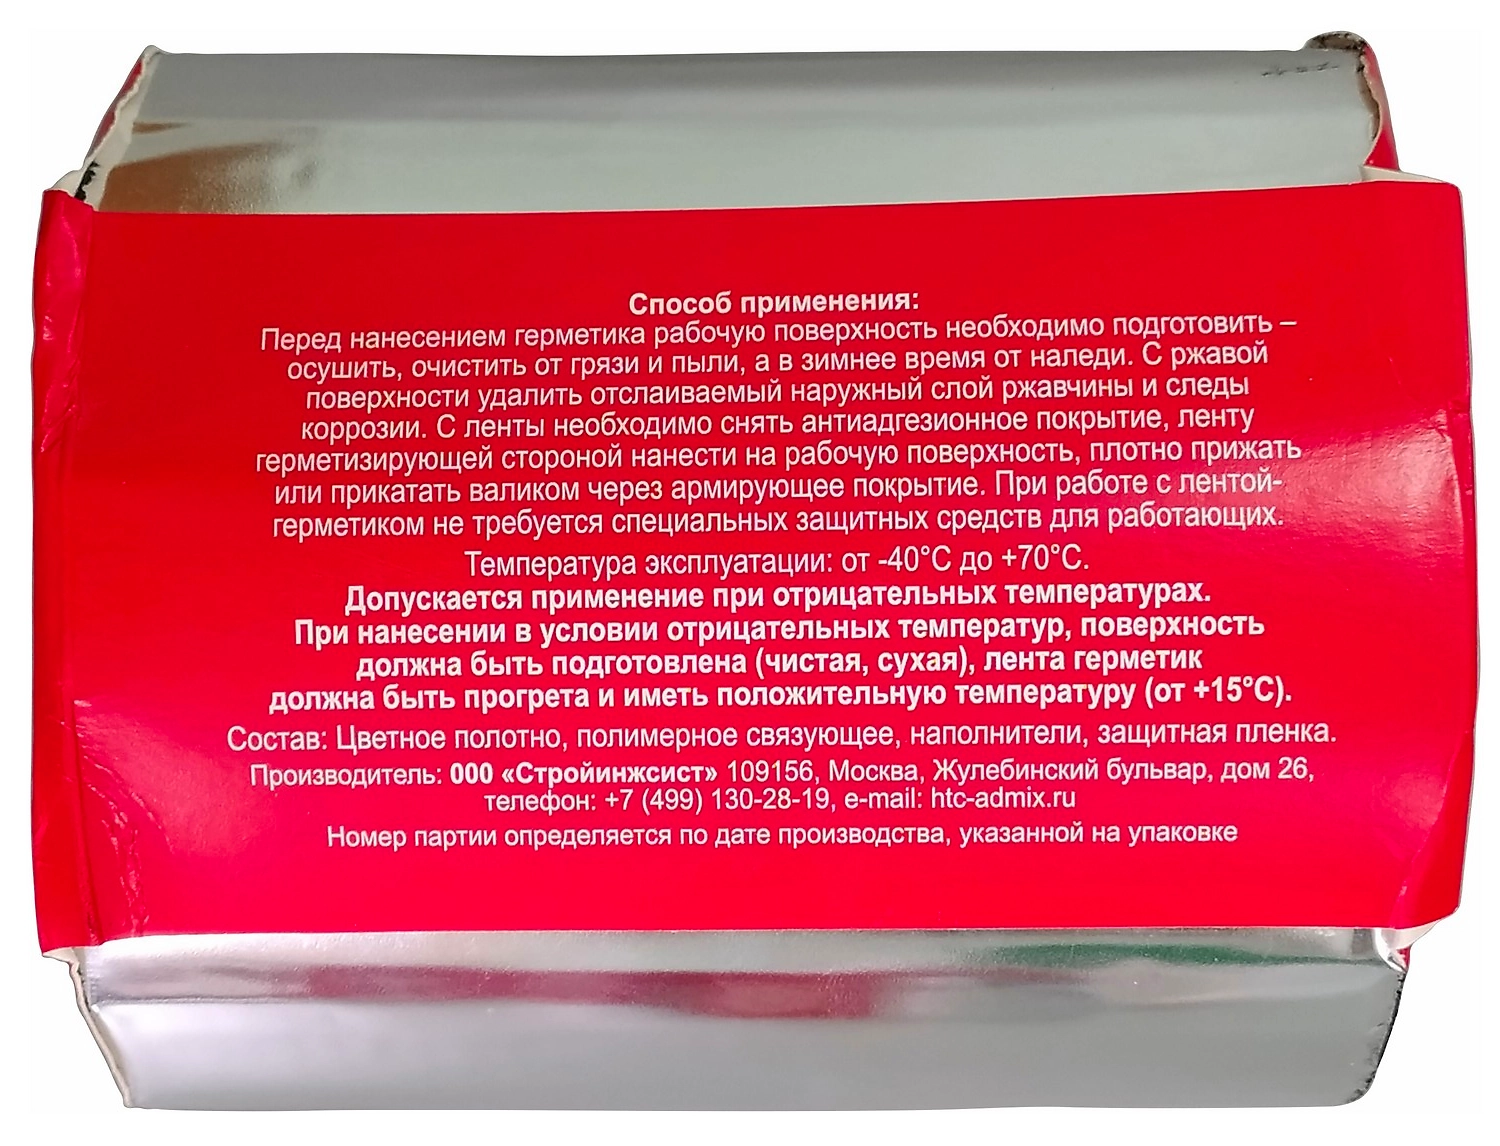 Способ применения:
Перед нанесением герметика рабочую поверхность необходимо подготовить –
осушить, очистить от грязи и пыли, а в зимнее время от наледи. С ржавой
поверхности удалить отслаиваемый наружный слой ржавчины и следы
коррозии. С ленты необходимо снять антиадгезионное покрытие, ленту
герметизирующей стороной нанести на рабочую поверхность, плотно прижать
или прикатать валиком через армирующее покрытие. При работе с лентой-
герметиком не требуется специальных защитных средств для работающих.
Температура эксплуатации: от -40°С до +70°С.
Допускается применение при отрицательных температурах.
При нанесении в условии отрицательных температур, поверхность
должна быть подготовлена (чистая, сухая), лента герметик
должна быть прогрета и иметь положительную температуру (от +15°С).
Состав: Цветное полотно, полимерное связующее, наполнители, защитная пленка.
Производитель: 000 «Стройинжсист» 109156, Москва, Жулебинский бульвар, дом 26,
телефон: +7 (499) 130-28-19, e-mail: htc-admix.ru
Номер партии определяется по дате производства, указанной на упаковке